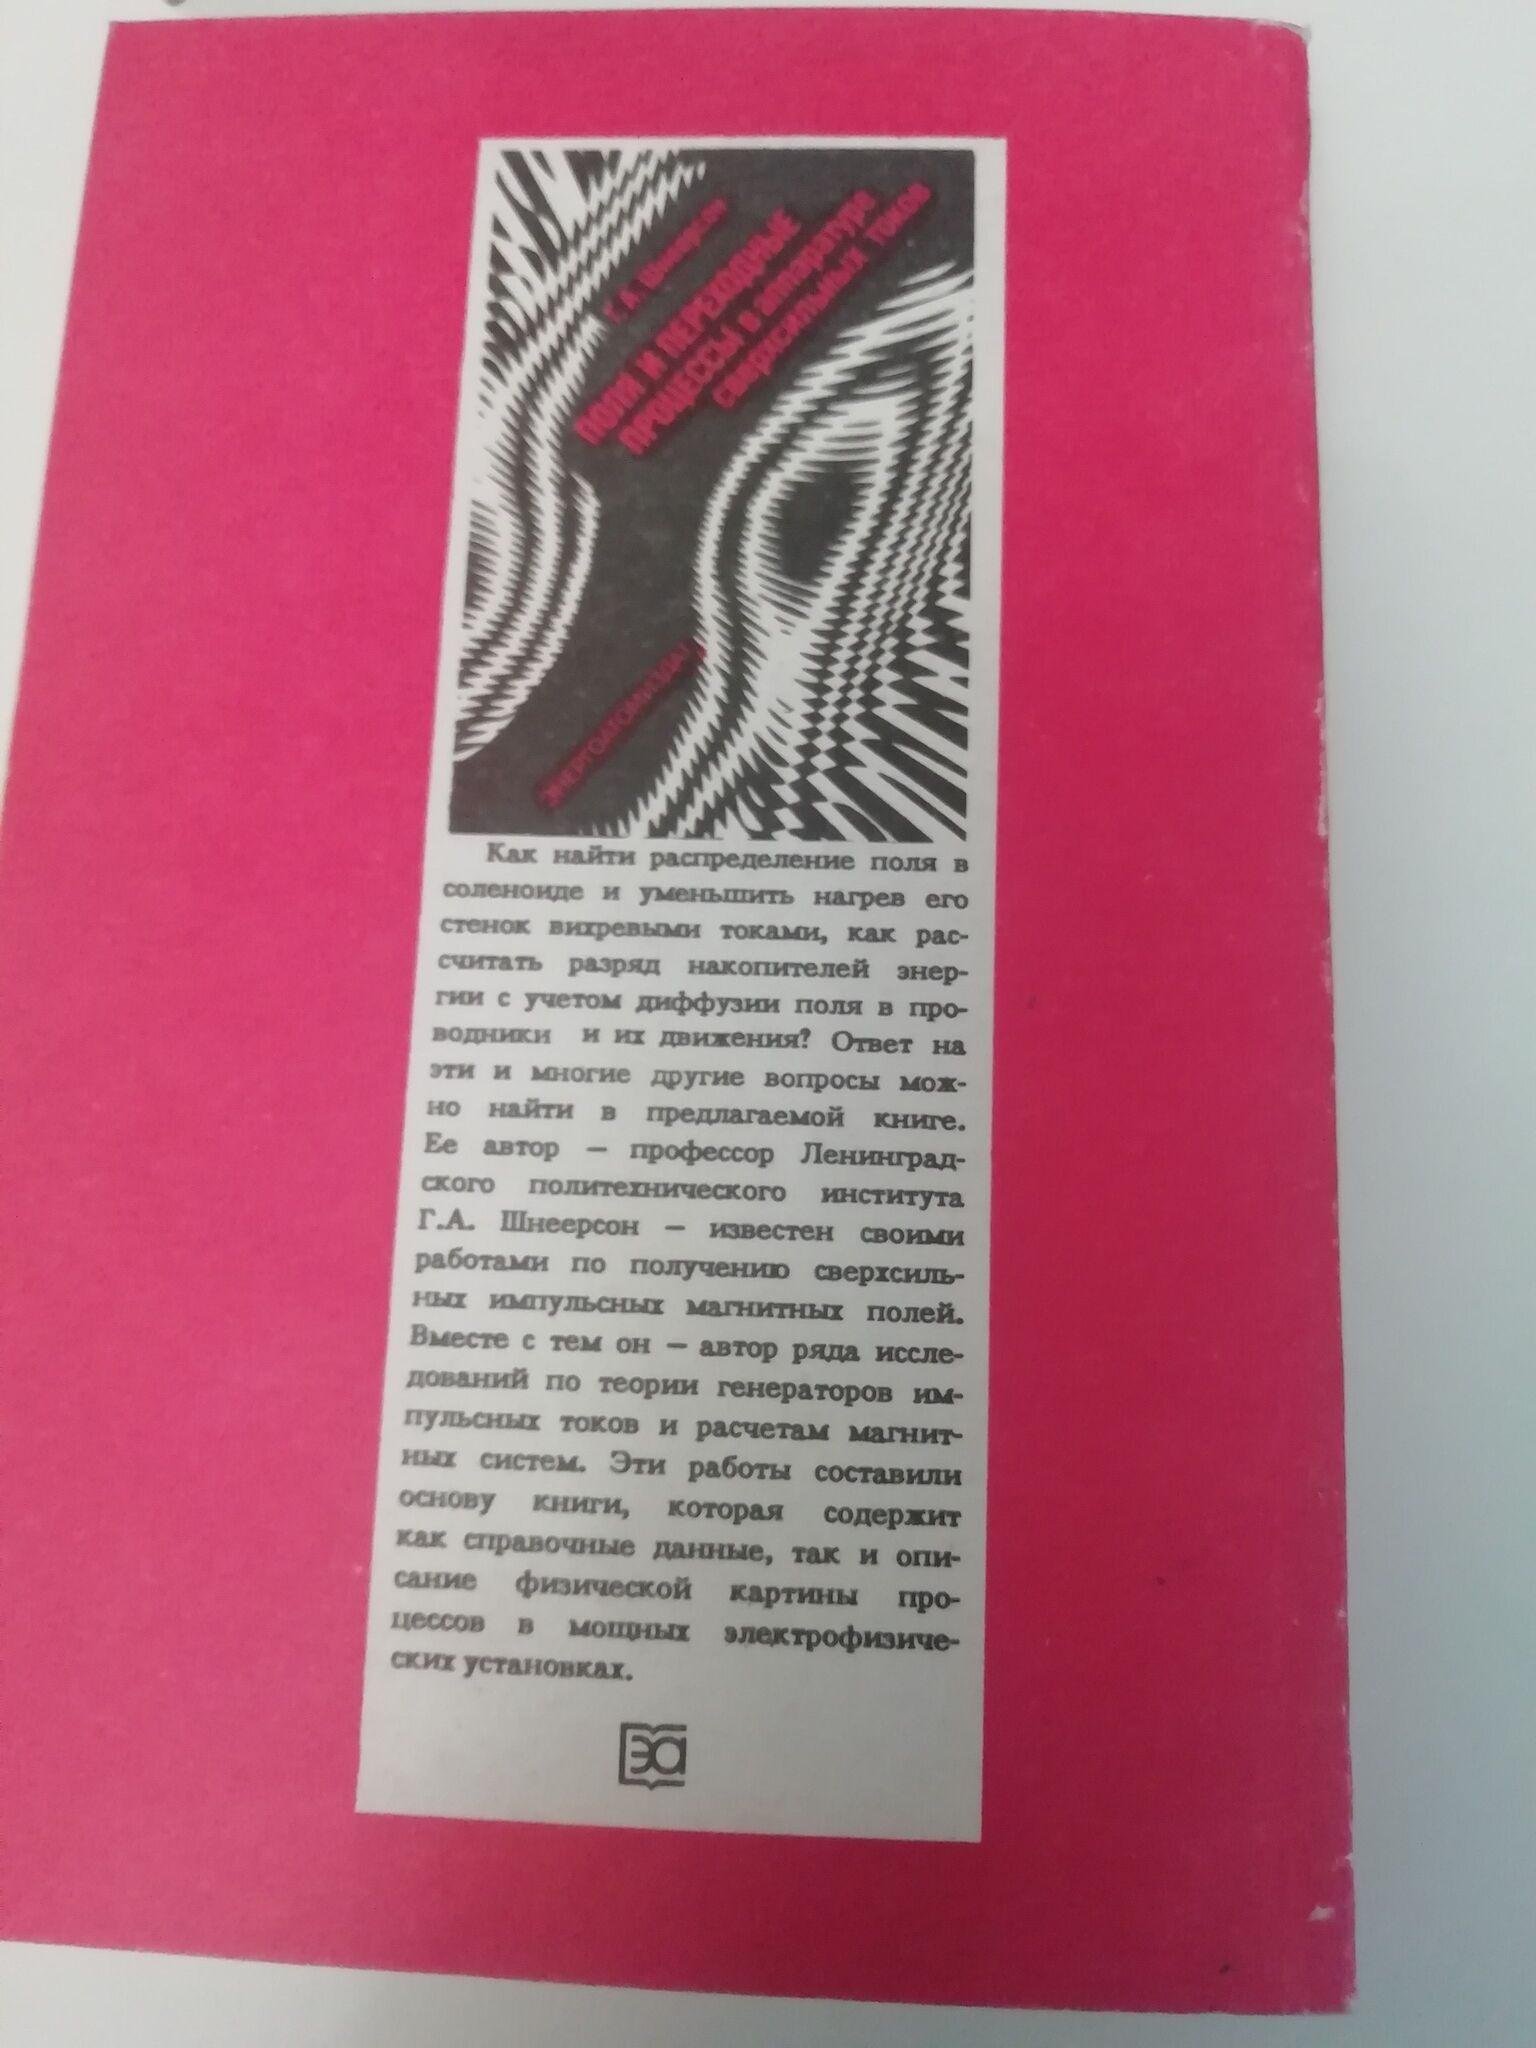 Г. А. Шнеерсон
ПОЛЯ И ПЕРЕХОДНЫЕ
ПРОЦЕССЫ В аппаратуре
сверхсильных токов
ЭНЕРГОАТОМИЗДАТ
Как найти распределение поля в
соленоиде и уменьшить нагрев его
стенок вихревыми токами, как рас-
считать разряд накопителей энер-
гии с учетом диффузии поля в про-
водники и их движения? Ответ на
эти и многие другие вопросы мож-
но найти в предлагаемой книге.
Ее автор — профессор Ленинград-
ского политехнического института
Г.А. Шнеерсон — известен своими
работами по получению сверхсиль-
ных импульсных магнитных полей.
Вместе с тем он — автор ряда иссле-
дований по теории генераторов им-
пульсных токов и расчетам магнит-
ных систем. Эти работы составили
основу книги, которая содержит
как справочные данные, так и опи-
сание физической картины про-
цессов в мощных электрофизиче-
ских установках.
эа